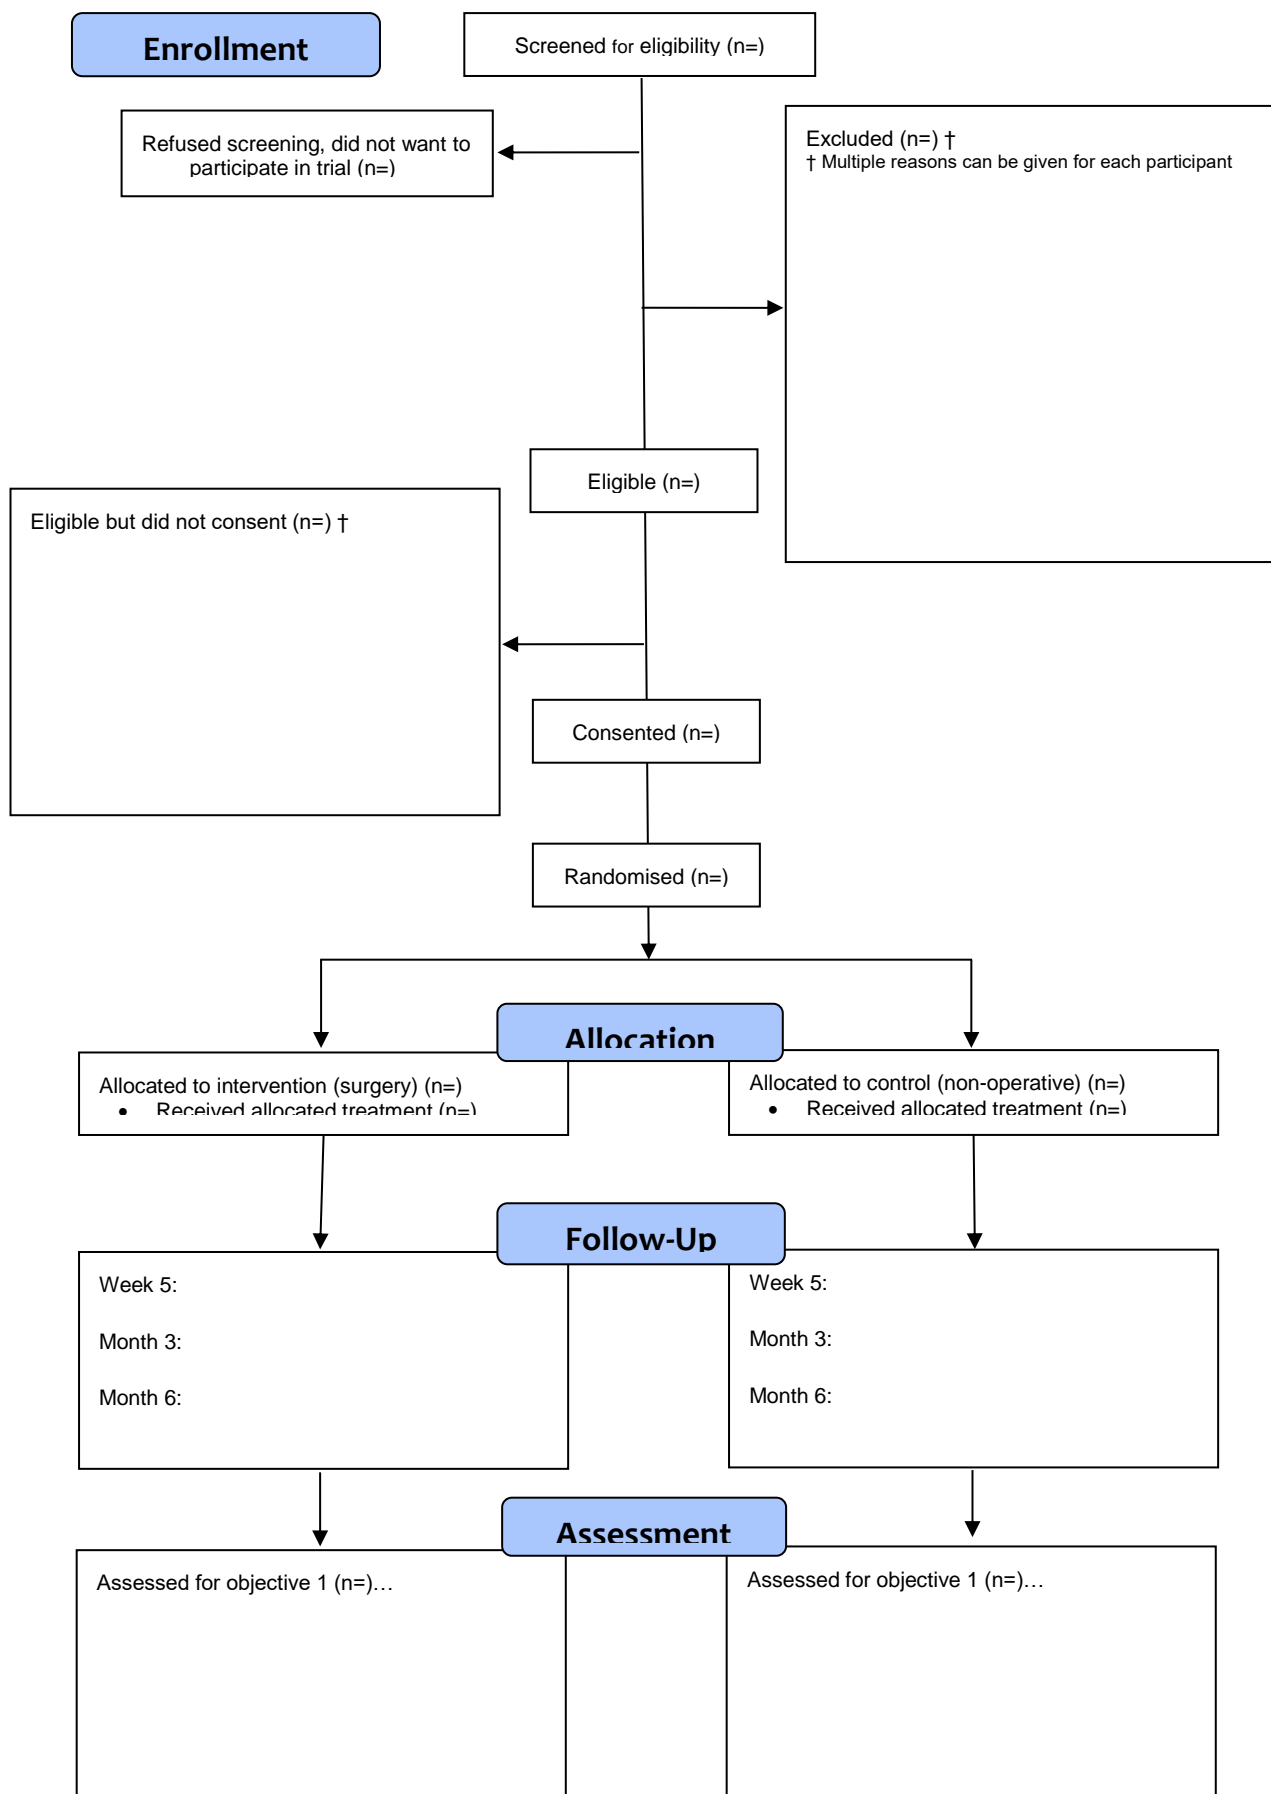 Enrollment
Screened for eligibility (n=)
Refused screening, did not want to
participate in trial (n=)
Excluded (n=) †
† Multiple reasons can be given for each participant
Eligible (n=)
Eligible but did not consent (n=) †
Consented (n=)
Randomised (n=)
Allocation
Allocated to intervention (surgery) (n=)
• Received allocated treatment (n=)
Allocated to control (non-operative) (n=)
• Received allocated treatment (n=)
Follow-Up
Week 5:
Month 3:
Month 6:
Week 5:
Month 3:
Month 6:
Assessment
Assessed for objective 1 (n=)…
Assessed for objective 1 (n=)…